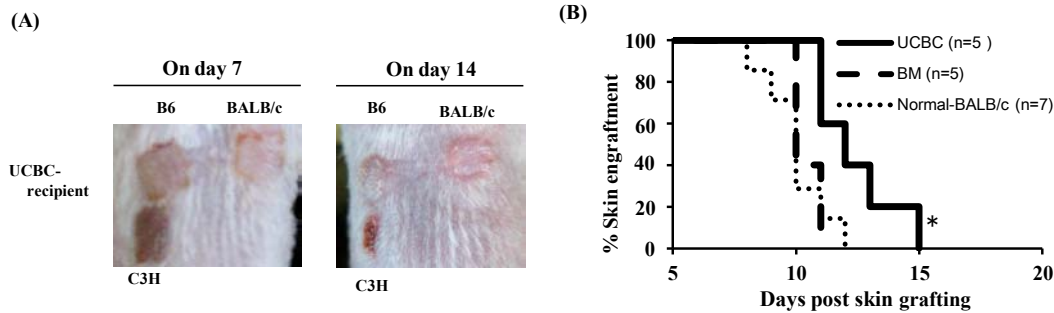 (A)
On day 7
B6 BALB/c
On day 14
B6 BALB/c
UCBC-
recipient
C3H
C3H
(B)
% Skin engraftment
100
80
60
40
20
0
5 10 15 20
Days post skin grafting
UCBC (n=5 )
BM (n=5)
Normal-BALB/c (n=7)
*